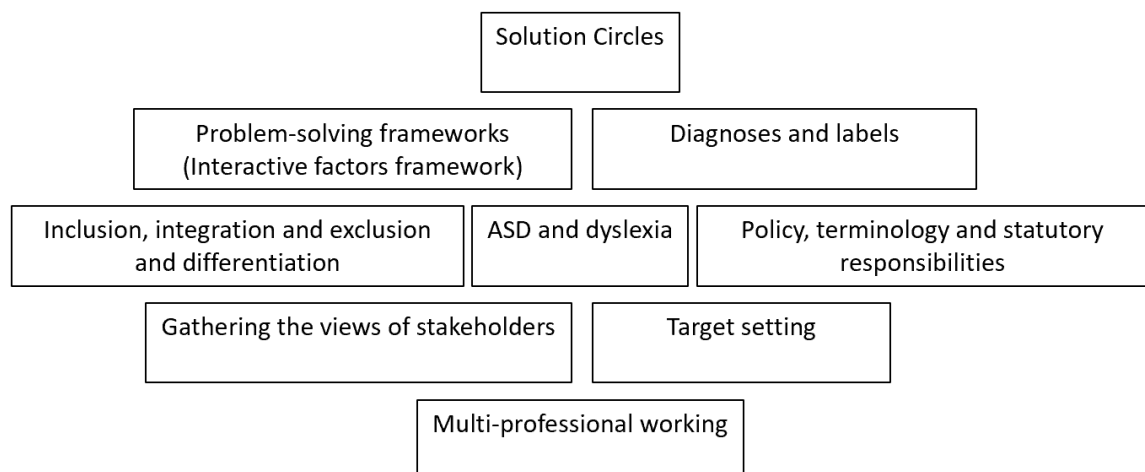 Solution Circles
Problem-solving frameworks
(Interactive factors framework)
Diagnoses and labels
Inclusion, integration and exclusion
and differentiation
ASD and dyslexia
Policy, terminology and statutory
responsibilities
Gathering the views of stakeholders
Target setting
Multi-professional working